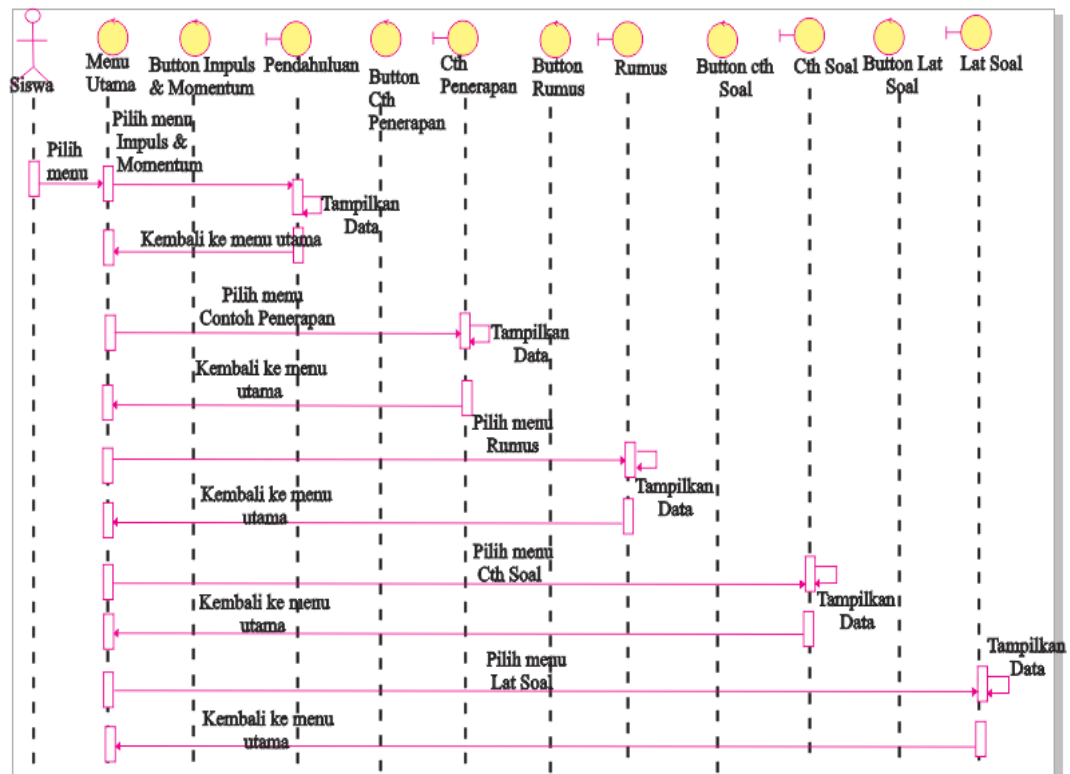 Siswa
Menu
Utama
Button Impuls
& Momentum
Pendahuluan
Button
Cth
Penerapan
Cth
Penerapan
Button
Rumus
Rumus
Button cth
Soal
Cth Soal
Button Lat
Soal
Lat Soal
Pilih
menu
Pilih menu
Impuls &
Momentum
Tampilkan
Data
Kembali ke menu utama
Pilih menu
Contoh Penerapan
Tampilkan
Data
Kembali ke menu
utama
Pilih menu
Rumus
Tampilkan
Data
Kembali ke menu
utama
Pilih menu
Cth Soal
Tampilkan
Data
Kembali ke menu
utama
Pilih menu
Lat Soal
Tampilkan
Data
Kembali ke menu
utama